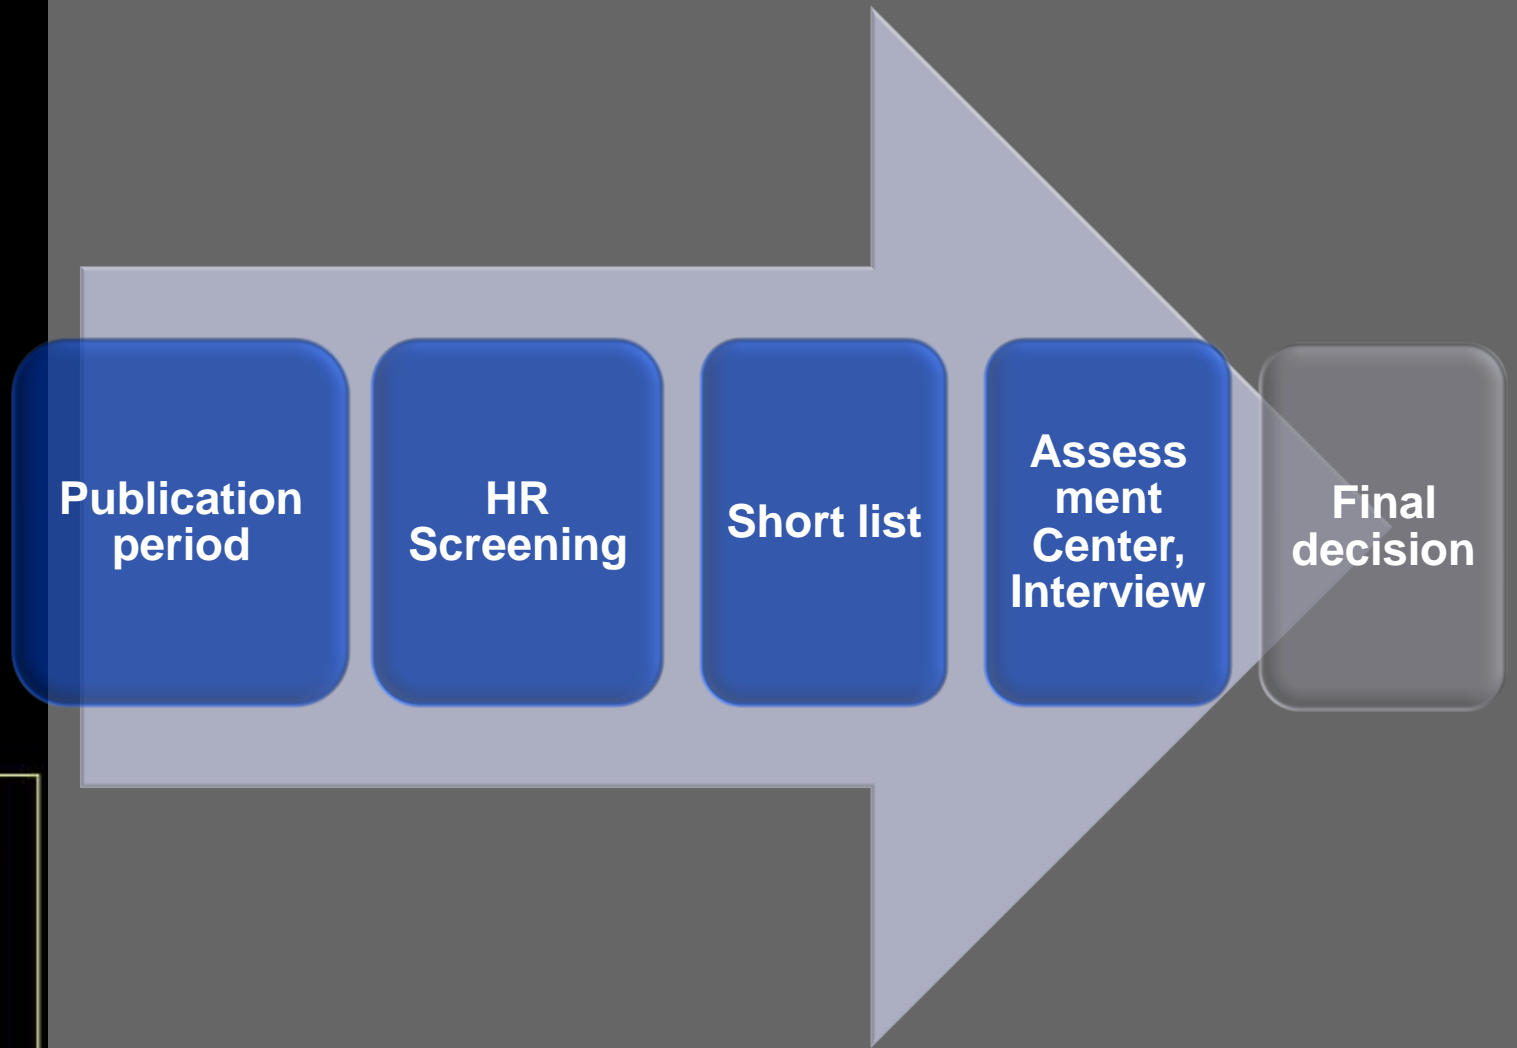 Publication
period
HR
Screening
Short list
Assess
ment
Center,
Interview
Final
decision